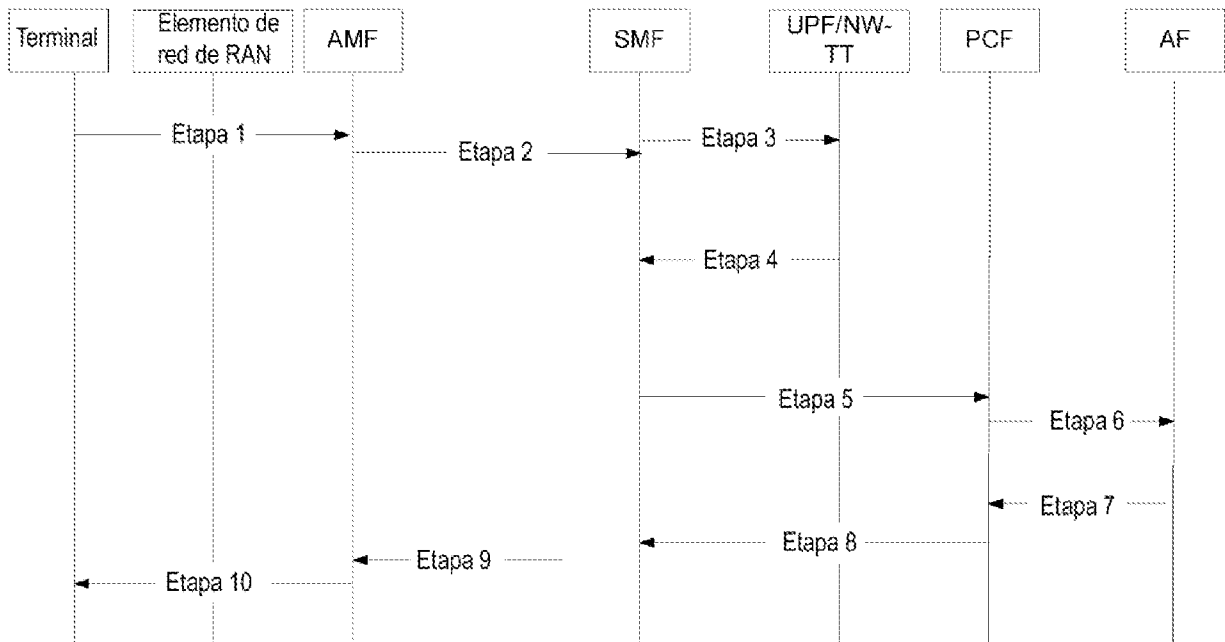 Terminal
Elemento de
red de RAN
AMF
SMF
UPF/NW-
TT
PCF
AF
Etapa 1
Etapa 2
Etapa 3
Etapa 4
Etapa 5
Etapa 6
Etapa 7
Etapa 8
Etapa 9
Etapa 10